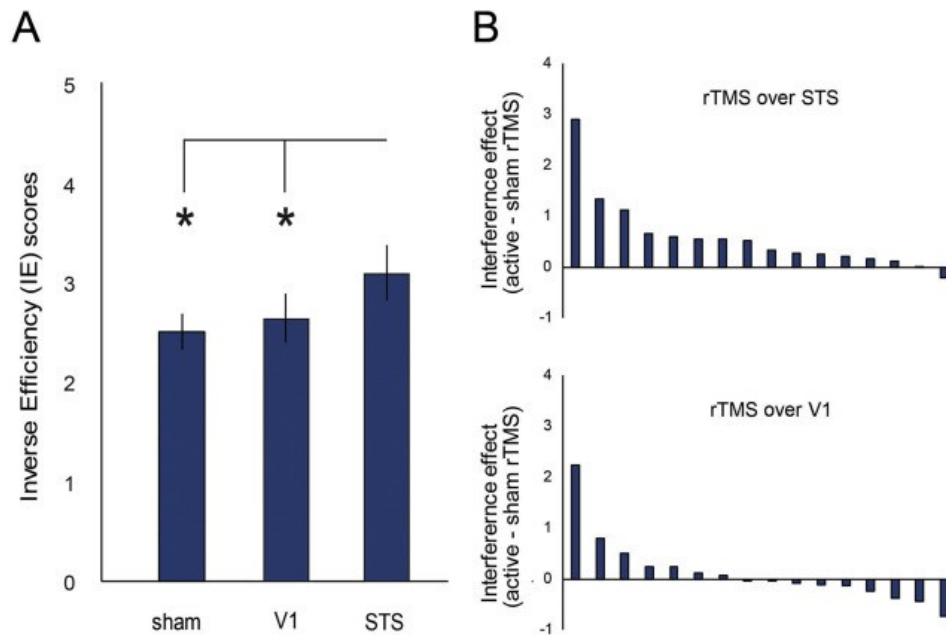 A
Inverse Efficiency (IE) scores
5
4
3
2
1
0
*
*
sham
V1
STS
B
Interferernce effect
(active - sham rTMS)
4
3
2
1
0
-1
rTMS over STS
Interferernce effect
(active - sham rTMS)
4
3
2
1
0
-1
rTMS over V1